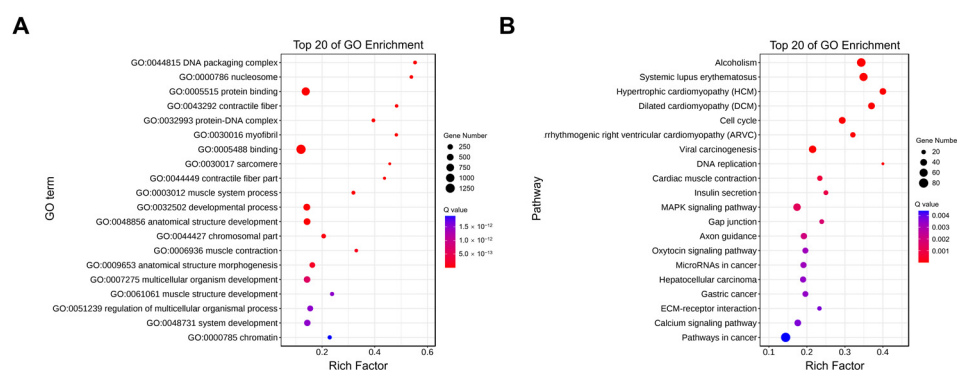 A
Top 20 of GO Enrichment
GO term
GO:0044815 DNA packaging complex
GO:0000786 nucleosome
GO:0005515 protein binding
GO:0043292 contractile fiber
GO:0032993 protein-DNA complex
GO:0030016 myofibril
GO:0005488 binding
GO:0030017 sarcomere
GO:0044449 contractile fiber part
GO:0003012 muscle system process
GO:0032502 developmental process
GO:0048856 anatomical structure development
GO:0044427 chromosomal part
GO:0006936 muscle contraction
GO:0009653 anatomical structure morphogenesis
GO:0007275 multicellular organism development
GO:0061061 muscle structure development
GO:0051239 regulation of multicellular organismal process
GO:0048731 system development
GO:0000785 chromatin
0.2 0.4 0.6
Rich Factor
Gene Number
250
500
750
1000
1250
Q value
1.5 × 10⁻¹²
1.0 × 10⁻¹²
5.0 × 10⁻¹³
B
Top 20 of GO Enrichment
Pathway
Alcoholism
Systemic lupus erythematosus
Hypertrophic cardiomyopathy (HCM)
Dilated cardiomyopathy (DCM)
Cell cycle
rrhythmogenic right ventricular cardiomyopathy (ARVC)
Viral carcinogenesis
DNA replication
Cardiac muscle contraction
Insulin secretion
MAPK signaling pathway
Gap junction
Axon guidance
Oxytocin signaling pathway
MicroRNAs in cancer
Hepatocellular carcinoma
Gastric cancer
ECM-receptor interaction
Calcium signaling pathway
Pathways in cancer
0.1 0.2 0.3 0.4
Rich Factor
Gene Number
20
40
60
80
Q value
0.004
0.003
0.002
0.001